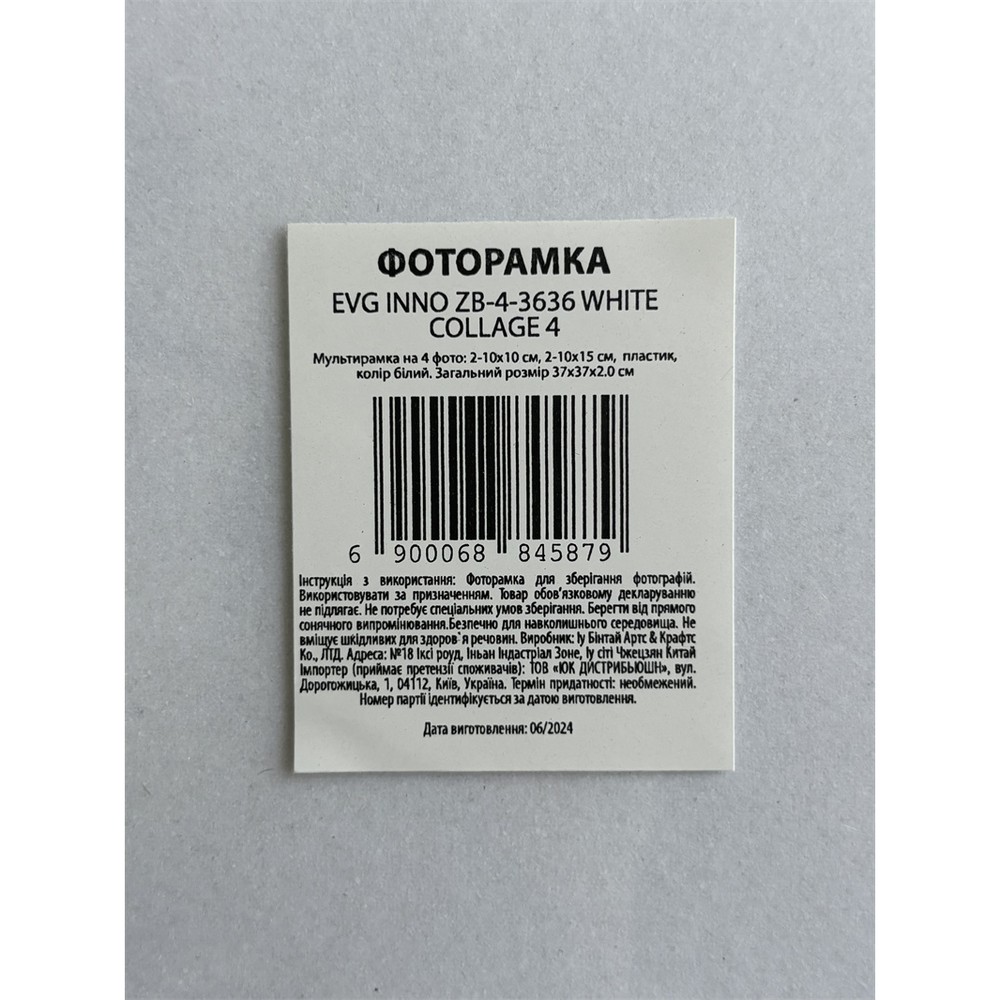 ФОТОРАМКА
EVG INNO ZB-4-3636 WHITE
COLLAGE 4
Мультирамка на 4 фото: 2-10х10 см, 2-10х15 см, пластик,
колір білий. Загальний розмір 37х37х2.0 см
6 900068 845879
Інструкція з використання: Фоторамка для зберігання фотографій.
Використовувати за призначенням. Товар обов'язковому декларуванню
не підлягає. Не потребує спеціальних умов зберігання. Берегти від прямого
сонячного випромінювання.Безпечно для навколишнього середовища. Не
вміщує шкідливих для здоров`я речовин. Виробник: Іу Бінтай Артс & Крафтс
Ко., ЛТД. Адреса: №18 Іксі роуд, Іньан Індастріал Зоне, Іу сіті Чжецзян Китай
Імпортер (приймає претензії споживачів): ТОВ «ЮК ДИСТРИБЬЮШН», вул.
Дорогожицька, 1, 04112, Київ, Україна. Термін придатності: необмежений.
Номер партії ідентифікується за датою виготовлення.
Дата виготовлення: 06/2024